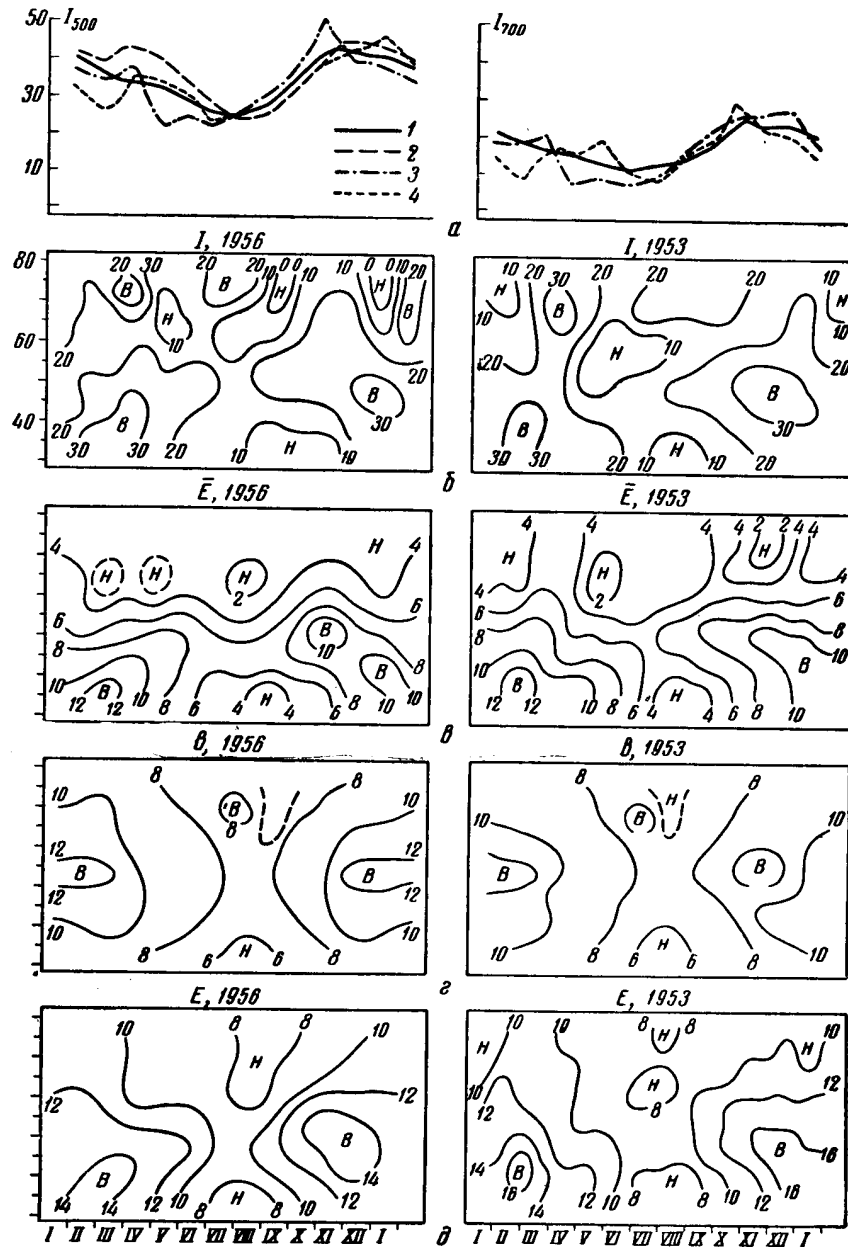 50 I500
30
10
1
2
3
4
I700
а
I, 1956
I, 1953
80
60
40
20 30 20 20 10 0 0 10 10 0 0 10 20
В В Н Н В
Н
10
20 20
В
В 30
20 30 30 20 10 Н 10
10 20 30 20 20 10
Н Н
10 10
Н 10
20 20
В
В 30
30 30 20 10 Н 10 20
б
Ē, 1956
Ē, 1953
4 Н 4
Н Н Н
2
6 6
8 В
10 8
10 В 10 В
12 12 8 6 4 Н 4 6 8 10 10
4 4 4 4 2 2 4 4
Н Н Н
4 2 4
6 6
8 8
10 10
В В
12 12 10 8 6 4 Н 4 6 8 10
в
в, 1956
в, 1953
8 8
10 В 10
8
12 12
В В
12 12
10 10
8 6 Н 6 8
8 Н 8
10 В 10
В В
10 8 6 Н 6 8 10
г
E, 1956
E, 1953
10 8 8 10
Н
12 12
В
В
14 14 12 10 8 Н 8 10 12 14
10 10 8 Н 8 10
Н Н
10 8
12 12
В
14 В 16
16 14 12 10 8 Н 8 10 12 16
I II III IV V VI VII VIII IX X XI XII I
д
I II III IV V VI VII VIII IX X XI XII I